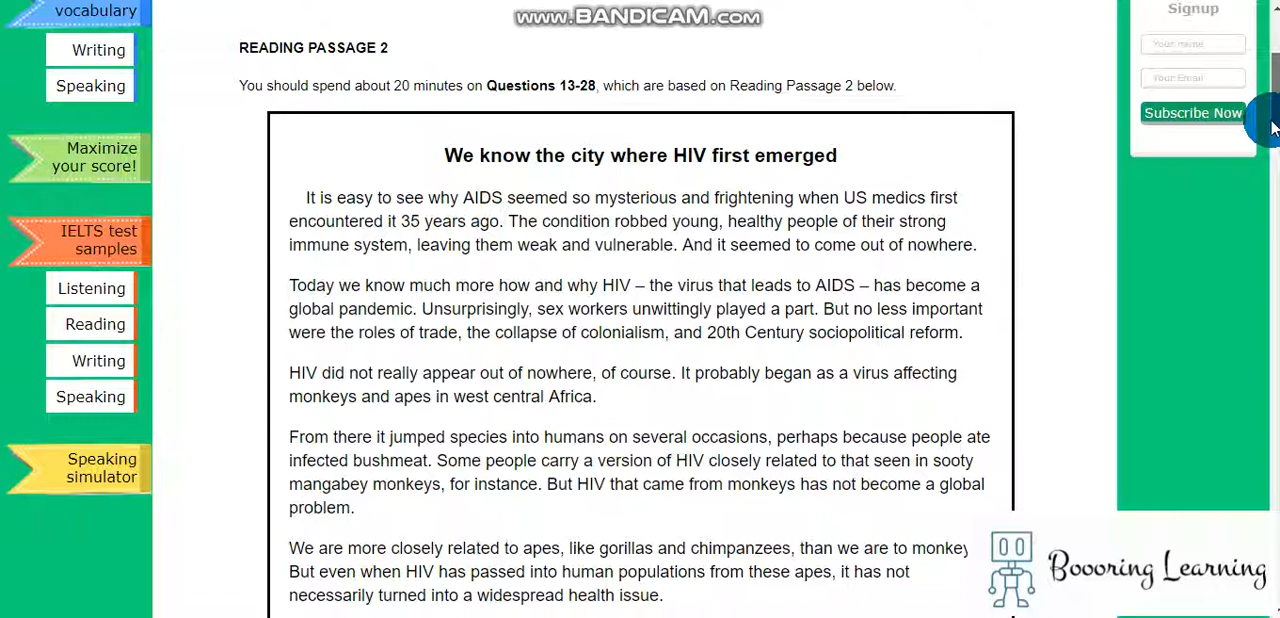 www.BANDICAM.com
vocabulary
Writing
Speaking
Maximize
your score!
IELTS test
samples
Listening
Reading
Writing
Speaking
Speaking
simulator
READING PASSAGE 2
You should spend about 20 minutes on Questions 13-28, which are based on Reading Passage 2 below.
We know the city where HIV first emerged
It is easy to see why AIDS seemed so mysterious and frightening when US medics first
encountered it 35 years ago. The condition robbed young, healthy people of their strong
immune system, leaving them weak and vulnerable. And it seemed to come out of nowhere.
Today we know much more how and why HIV – the virus that leads to AIDS – has become a
global pandemic. Unsurprisingly, sex workers unwittingly played a part. But no less important
were the roles of trade, the collapse of colonialism, and 20th Century sociopolitical reform.
HIV did not really appear out of nowhere, of course. It probably began as a virus affecting
monkeys and apes in west central Africa.
From there it jumped species into humans on several occasions, perhaps because people ate
infected bushmeat. Some people carry a version of HIV closely related to that seen in sooty
mangabey monkeys, for instance. But HIV that came from monkeys has not become a global
problem.
We are more closely related to apes, like gorillas and chimpanzees, than we are to monkey
But even when HIV has passed into human populations from these apes, it has not
necessarily turned into a widespread health issue.
Signup
Your name
Your Email
Subscribe Now
Boooring Learning